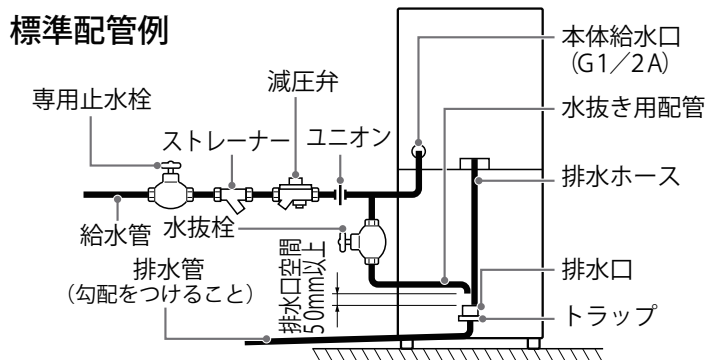 標準配管例
本体給水口
（G1／2A）
減圧弁
専用止水栓
水抜き用配管
ストレーナー
ユニオン
排水ホース
給水管
水抜栓
排水管
（勾配をつけること）
排水口空間
50mm以上
排水口
トラップ